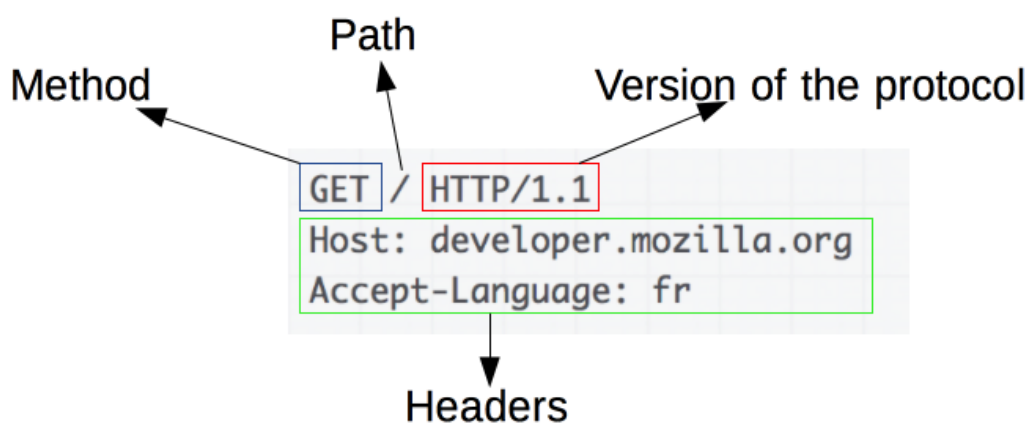 Path
Method
Version of the protocol
GET / HTTP/1.1
Host: developer.mozilla.org
Accept-Language: fr
Headers